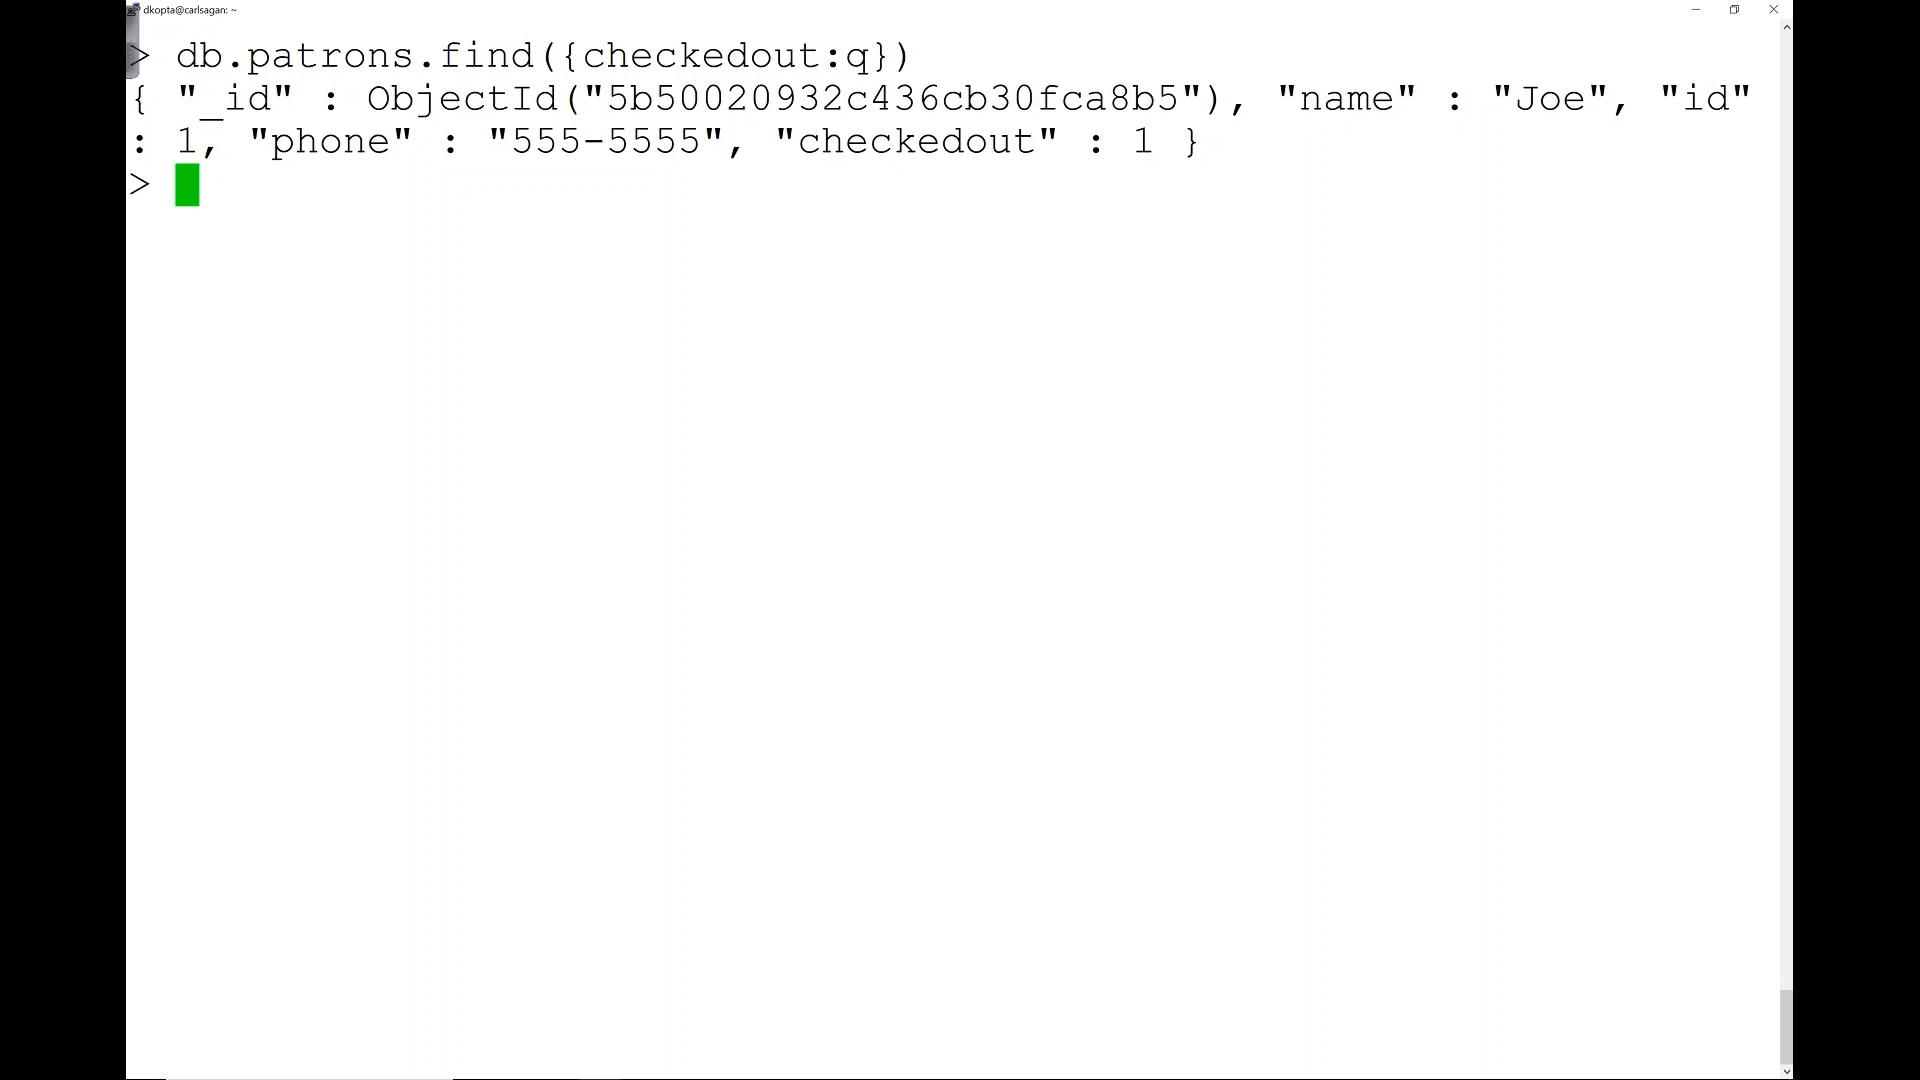 dkopta@carlsagan: ~
> db.patrons.find({checkedout:q})
{ "_id" : ObjectId("5b50020932c436cb30fca8b5"), "name" : "Joe", "id"
: 1, "phone" : "555-5555", "checkedout" : 1 }
>